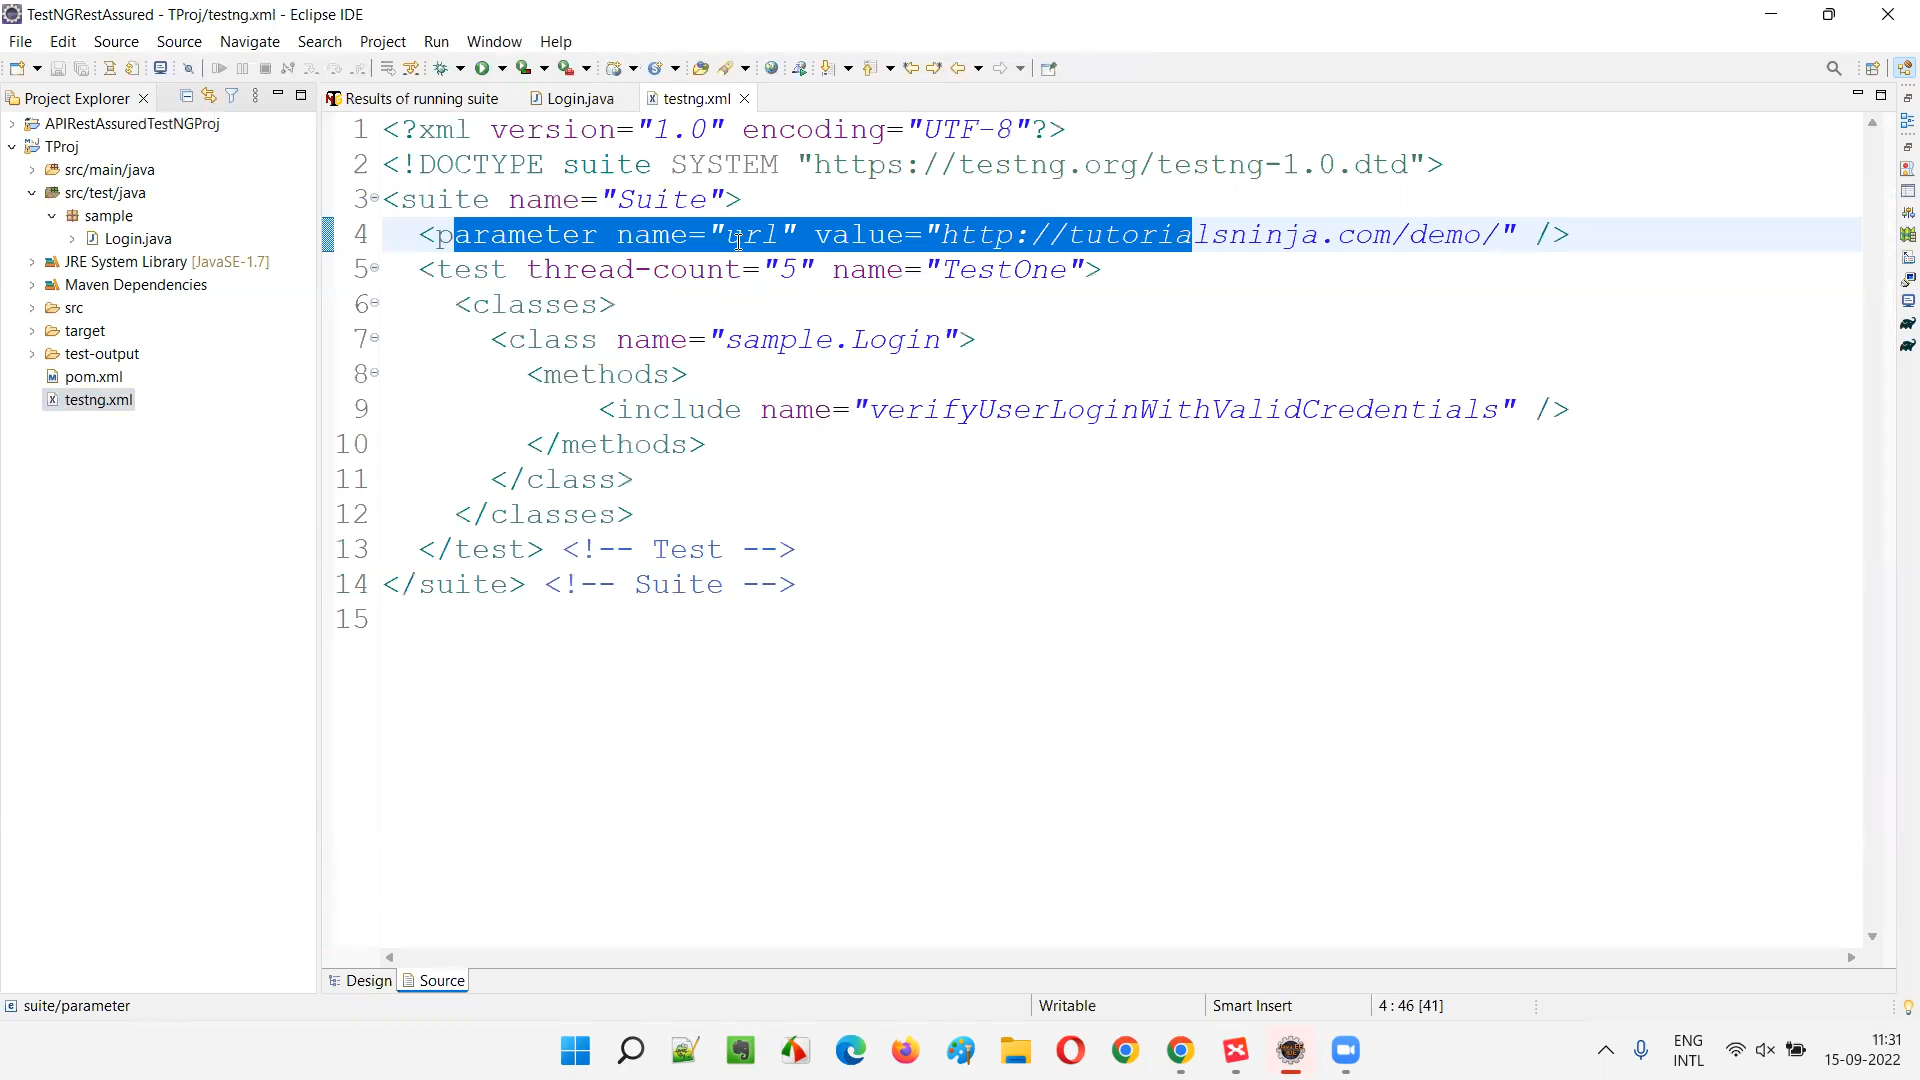 TestNGRestAssured - TProj/testng.xml - Eclipse IDE
File Edit Source Source Navigate Search Project Run Window Help
Project Explorer
Results of running suite
Login.java
testng.xml
APIRestAssuredTestNGProj
TProj
src/main/java
src/test/java
sample
Login.java
JRE System Library [JavaSE-1.7]
Maven Dependencies
src
target
test-output
pom.xml
testng.xml
1 <?xml version="1.0" encoding="UTF-8"?>
2 <!DOCTYPE suite SYSTEM "https://testng.org/testng-1.0.dtd">
3 <suite name="Suite">
4 <parameter name="url" value="http://tutorialsninja.com/demo/" />
5 <test thread-count="5" name="TestOne">
6 <classes>
7 <class name="sample.Login">
8 <methods>
9 <include name="verifyUserLoginWithValidCredentials" />
10 </methods>
11 </class>
12 </classes>
13 </test> <!-- Test -->
14 </suite> <!-- Suite -->
15
Design Source
suite/parameter
Writable
Smart Insert
4 : 46 [41]
ENG
INTL
11:31
15-09-2022